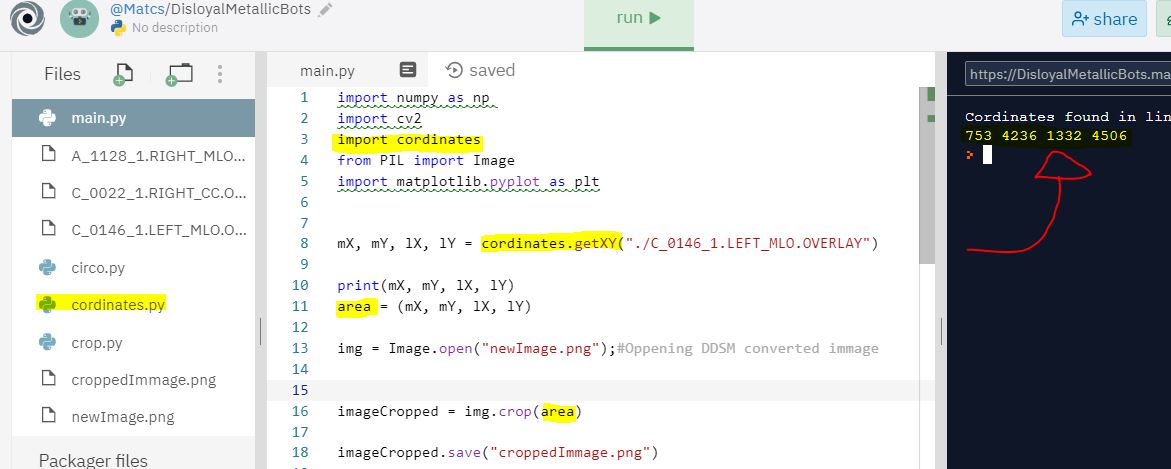 @Matcs/DisloyalMetallicBots
No description
run
share
Files
main.py
A_1128_1.RIGHT_MLO...
C_0022_1.RIGHT_CC.O...
C_0146_1.LEFT_MLO.O...
circo.py
cordinates.py
crop.py
croppedImmage.png
newImage.png
Packager files
main.py
saved
1 import numpy as np
2 import cv2
3 import cordinates
4 from PIL import Image
5 import matplotlib.pyplot as plt
6
7
8 mX, mY, lX, lY = cordinates.getXY("./C_0146_1.LEFT_MLO.OVERLAY")
9
10 print(mX, mY, lX, lY)
11 area = (mX, mY, lX, lY)
12
13 img = Image.open("newImage.png");#Oppening DDSM converted immage
14
15
16 imageCropped = img.crop(area)
17
18 imageCropped.save("croppedImmage.png")
https://DisloyalMetallicBots.ma
Cordinates found in lin
753 4236 1332 4506
>